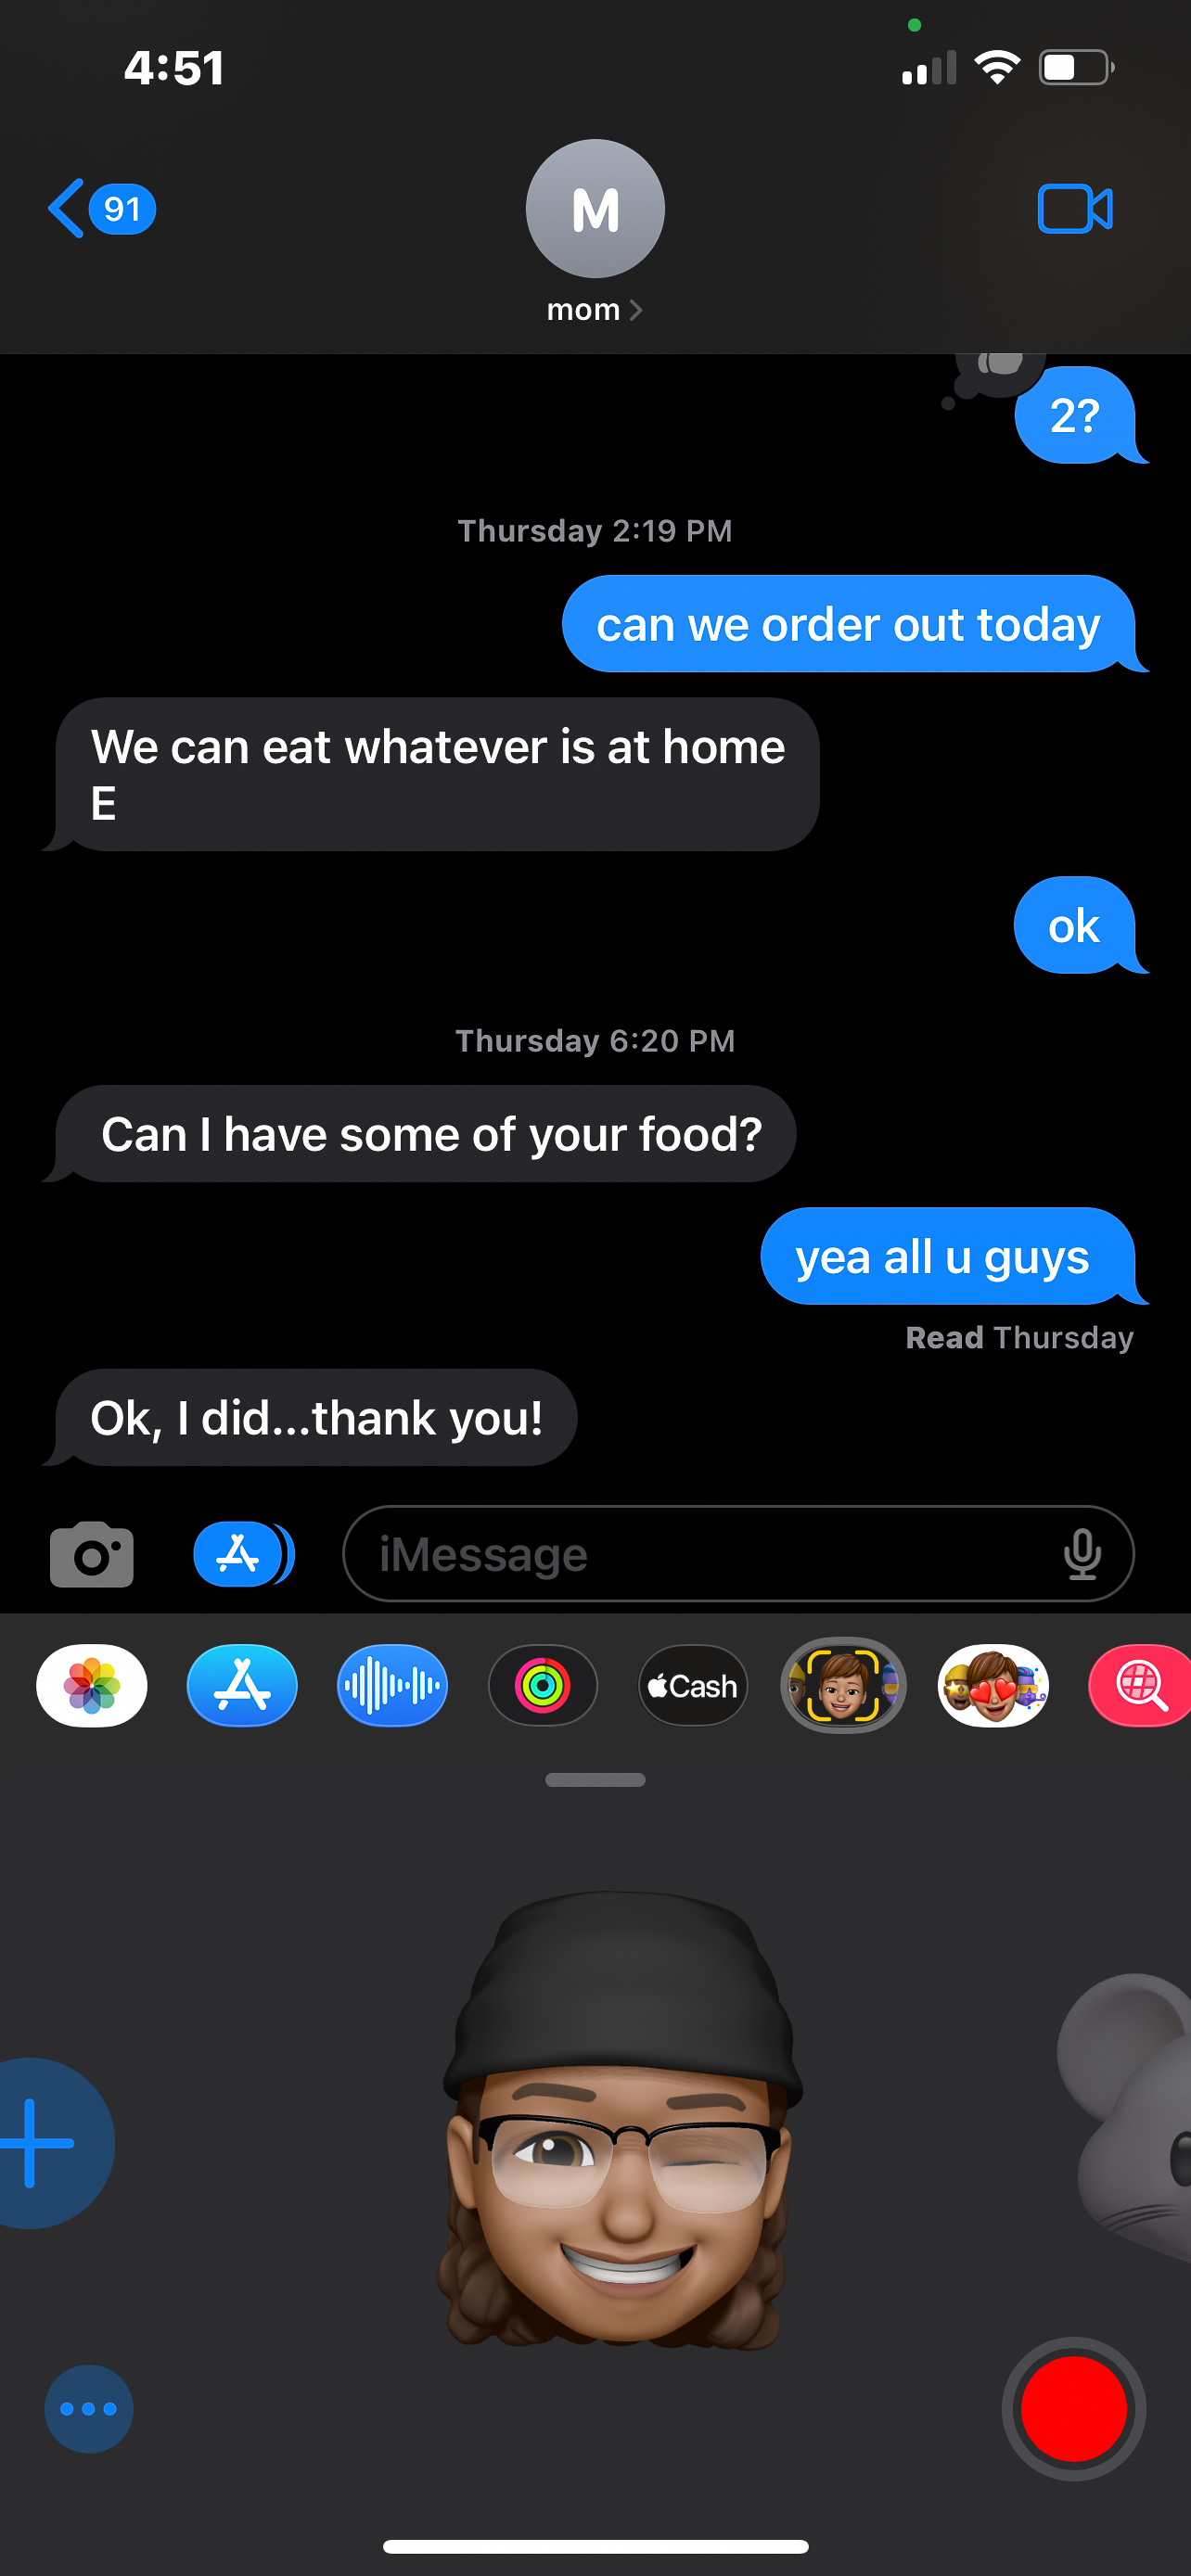 4:51
91
M
mom
2?
Thursday 2:19 PM
can we order out today
We can eat whatever is at home
E
ok
Thursday 6:20 PM
Can I have some of your food?
yea all u guys
Read Thursday
Ok, I did...thank you!
iMessage
Cash